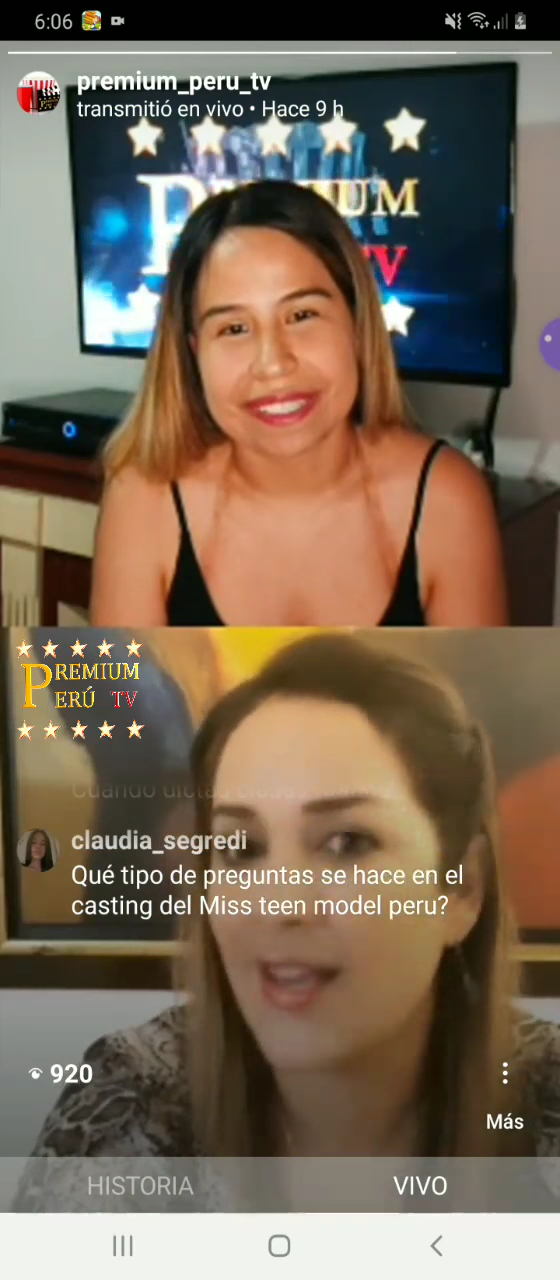 6:06
premium_peru_tv
transmitió en vivo • Hace 9 h
TV
PREMIUM
PERÚ TV
claudia_segredi
Qué tipo de preguntas se hace en el
casting del Miss teen model peru?
920
Más
HISTORIA
VIVO